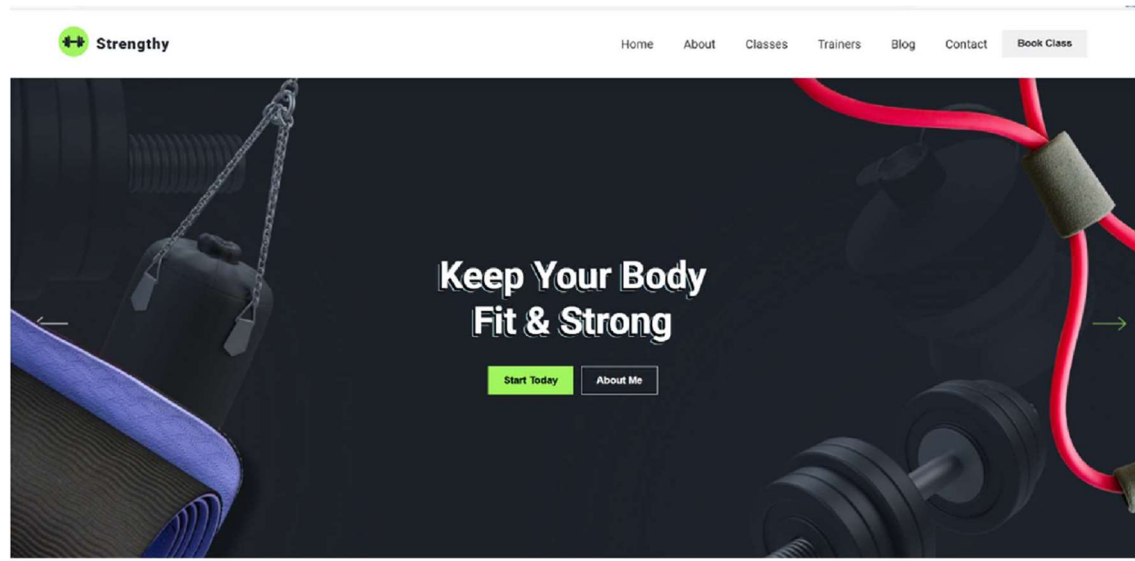 Strengthy
Home About Classes Trainers Blog Contact Book Class
Keep Your Body
Fit & Strong
Start Today About Me